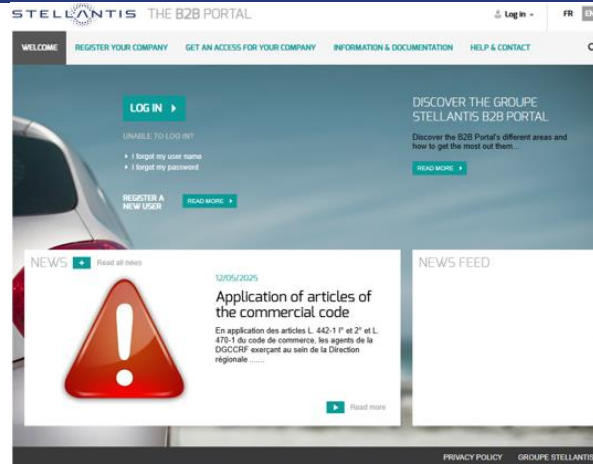 STELLANTIS THE B2B PORTAL
Log in
FR EN
WELCOME REGISTER YOUR COMPANY GET AN ACCESS FOR YOUR COMPANY INFORMATION & DOCUMENTATION HELP & CONTACT
LOG IN
UNABLE TO LOG IN?
I forgot my user name
I forgot my password
REGISTER A
NEW USER
READ MORE
DISCOVER THE GROUPE
STELLANTIS B2B PORTAL
Discover the B2B Portal's different areas and
how to get the most out them...
READ MORE
NEWS + Read all news
12/05/2025
Application of articles of
the commercial code
En application des articles L. 442-1 I° et 2° et L.
470-1 du code de commerce, les agents de la
DGCCRF exerçant au sein de la Direction
régionale .......
Read more
NEWS FEED
PRIVACY POLICY GROUPE STELLANTIS